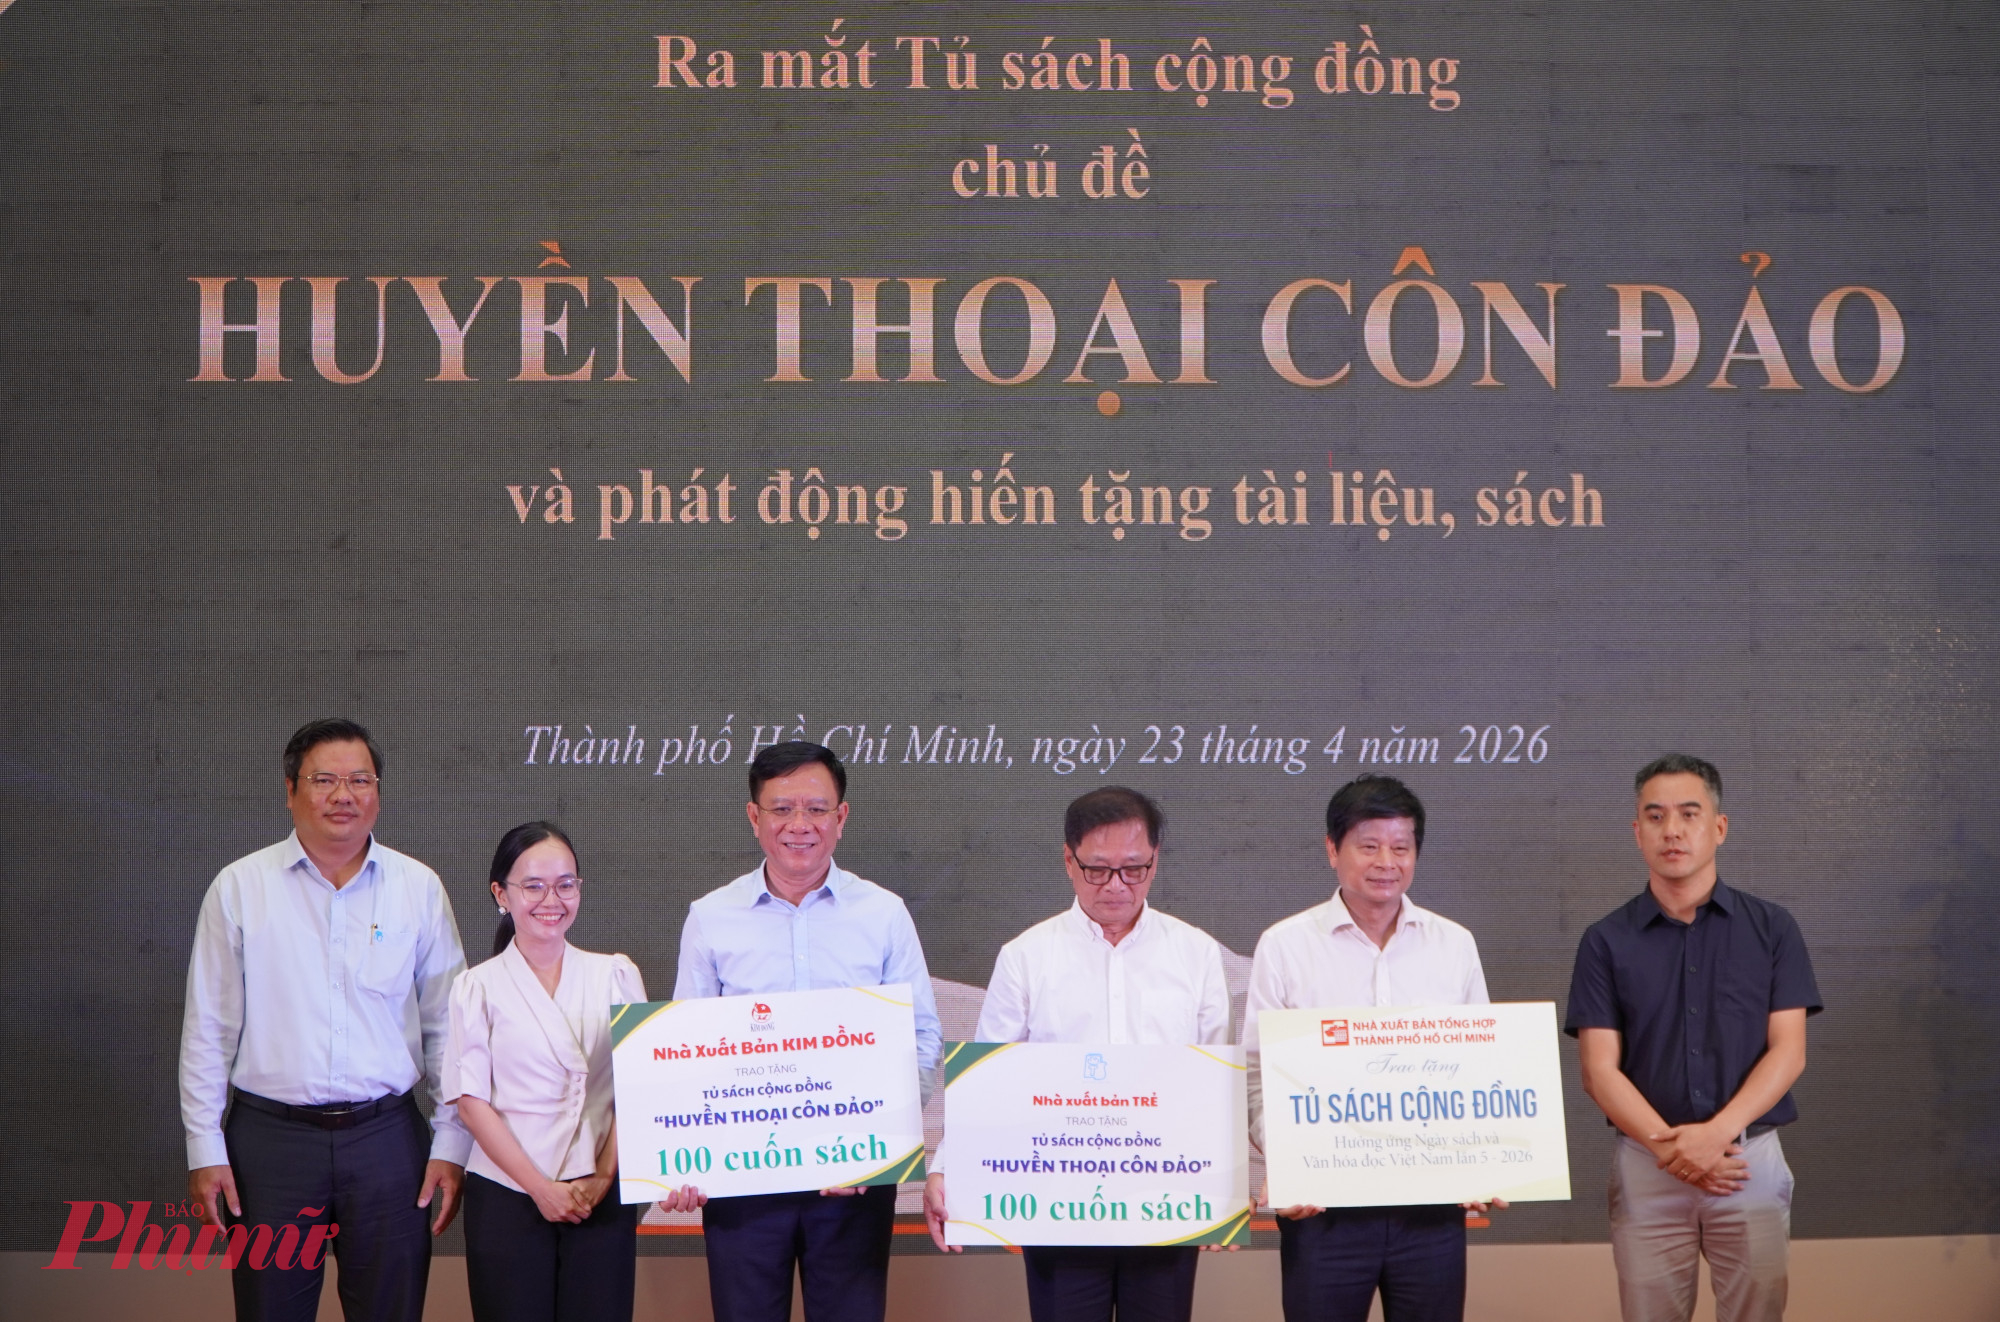 Ra mắt Tủ sách cộng đồng
chủ đề
HUYỀN THOẠI CÔN ĐẢO
và phát động hiến tặng tài liệu, sách
Thành phố Hồ Chí Minh, ngày 23 tháng 4 năm 2026
KIM ĐỒNG
Nhà Xuất Bản KIM ĐỒNG
TRAO TẶNG
TỦ SÁCH CỘNG ĐỒNG
“HUYỀN THOẠI CÔN ĐẢO”
100 cuốn sách
Nhà xuất bản TRẺ
TRAO TẶNG
TỦ SÁCH CỘNG ĐỒNG
“HUYỀN THOẠI CÔN ĐẢO”
100 cuốn sách
NHÀ XUẤT BẢN TỔNG HỢP
THÀNH PHỐ HỒ CHÍ MINH
Trao tặng
TỦ SÁCH CỘNG ĐỒNG
Hưởng ứng Ngày sách và
Văn hóa đọc Việt Nam lần 5 - 2026
BÁO
Phụ nữ